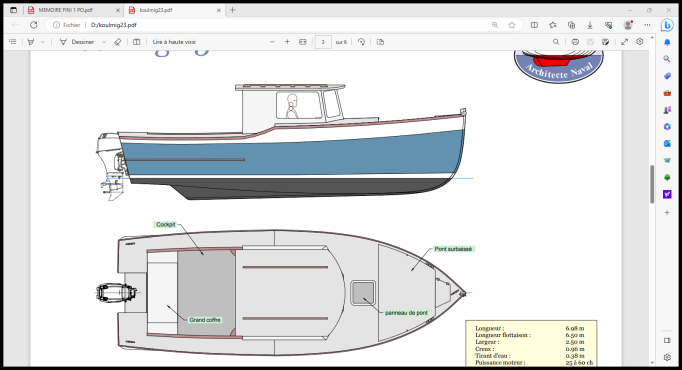 MEMOIRE FINI 1 PO.pdf
koulmig23.pdf
Fichier
D:/koulmig23.pdf
Dessiner
Lire à haute voix
1
sur 6
Architecte Naval
Cockpit
Pont surbaissé
panneau de pont
Grand coffre
Longueur : 6.98 m
Longueur flottaison : 6.50 m
Largeur : 2.50 m
Creux : 0.96 m
Tirant d'eau : 0.38 m
Puissance moteur : 25 à 60 ch